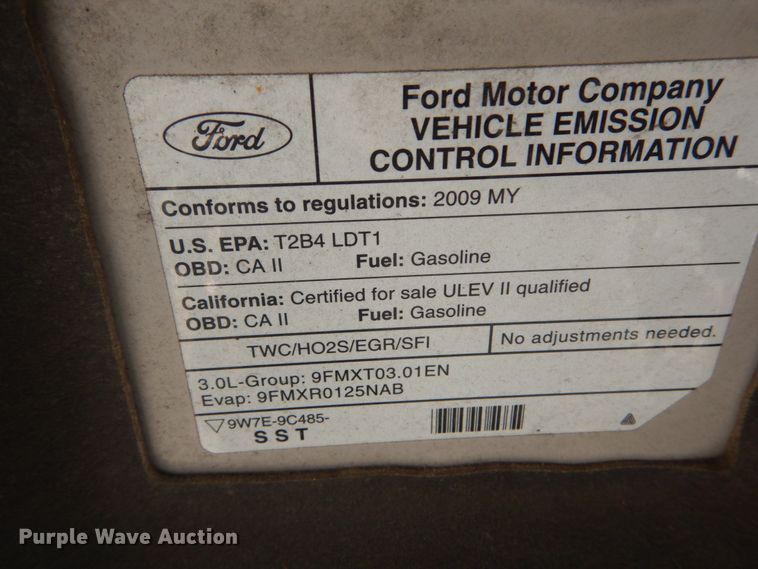 Ford
Ford Motor Company
VEHICLE EMISSION
CONTROL INFORMATION
Conforms to regulations: 2009 MY
U.S. EPA: T2B4 LDT1
OBD: CA II Fuel: Gasoline
California: Certified for sale ULEV II qualified
OBD: CA II Fuel: Gasoline
TWC/HO2S/EGR/SFI No adjustments needed.
3.0L-Group: 9FMXT03.01EN
Evap: 9FMXR0125NAB
9W7E-9C485-
S S T
Purple Wave Auction